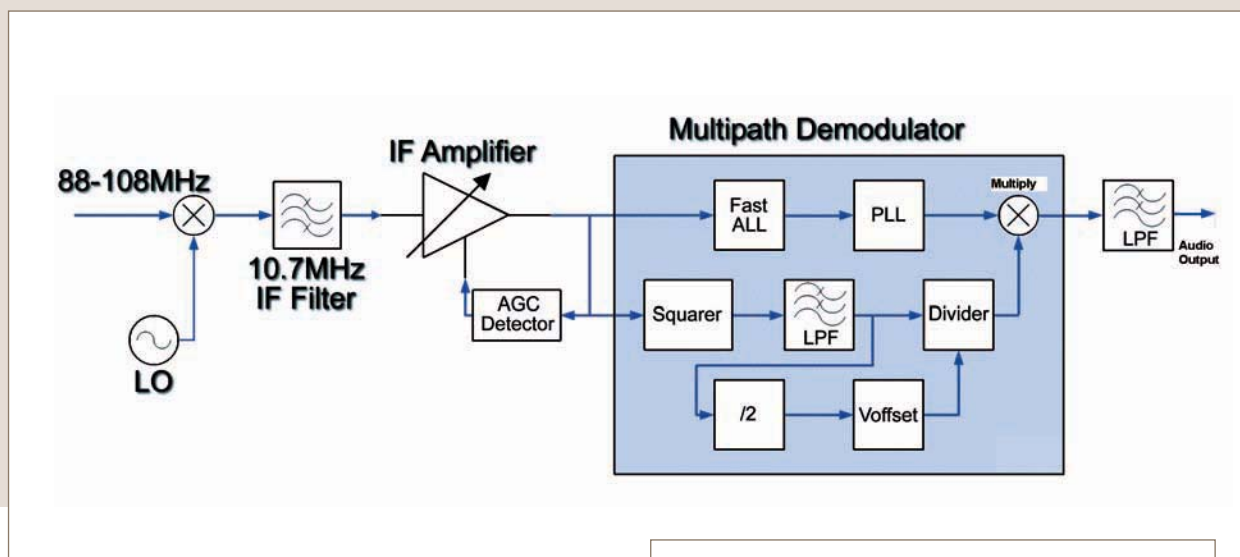 Multipath Demodulator
IF Amplifier
88-108MHz
Multiply
Fast
ALL
PLL
LPF
Audio
Output
10.7MHz
IF Filter
AGC
Detector
Squarer
LPF
Divider
LO
/2
Voffset